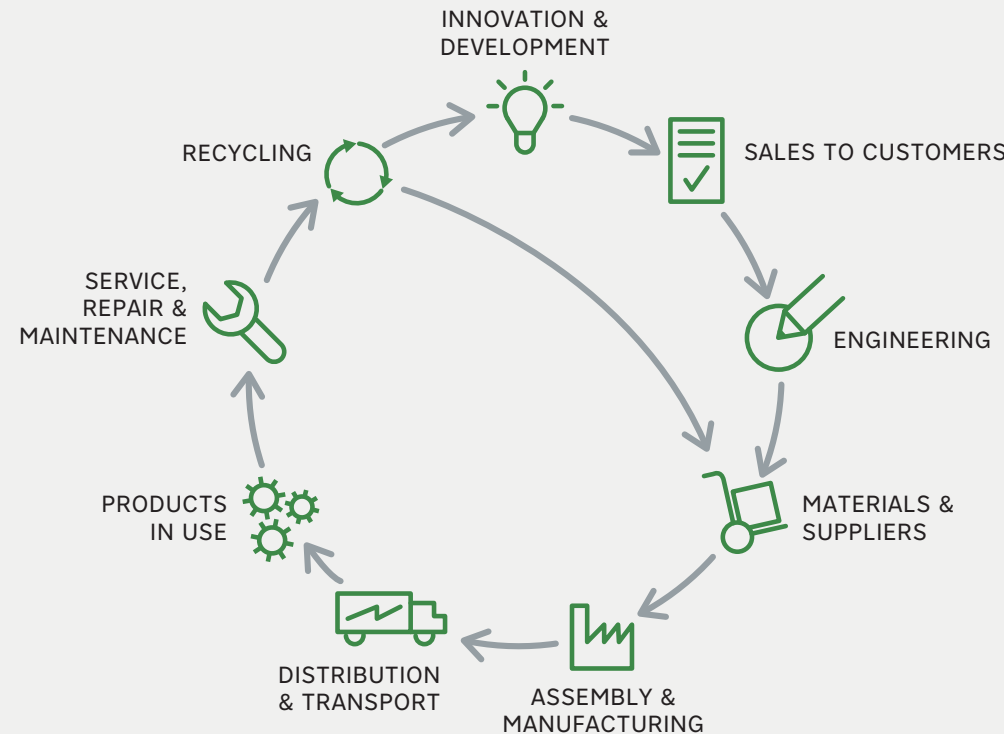 INNOVATION &
DEVELOPMENT
SALES TO CUSTOMERS
ENGINEERING
MATERIALS &
SUPPLIERS
ASSEMBLY &
MANUFACTURING
DISTRIBUTION
& TRANSPORT
PRODUCTS
IN USE
SERVICE,
REPAIR &
MAINTENANCE
RECYCLING